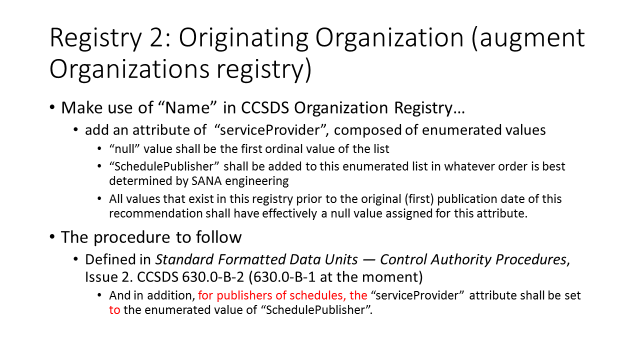 Registry 2: Originating Organization (augment
Organizations registry)
• Make use of “Name” in CCSDS Organization Registry…
• add an attribute of “serviceProvider”, composed of enumerated values
• “null” value shall be the first ordinal value of the list
• “SchedulePublisher” shall be added to this enumerated list in whatever order is best
determined by SANA engineering
• All values that exist in this registry prior to the original (first) publication date of this
recommendation shall have effectively a null value assigned for this attribute.
• The procedure to follow
• Defined in Standard Formatted Data Units — Control Authority Procedures,
Issue 2. CCSDS 630.0-B-2 (630.0-B-1 at the moment)
• And in addition, for publishers of schedules, the “serviceProvider” attribute shall be set
to the enumerated value of “SchedulePublisher”.